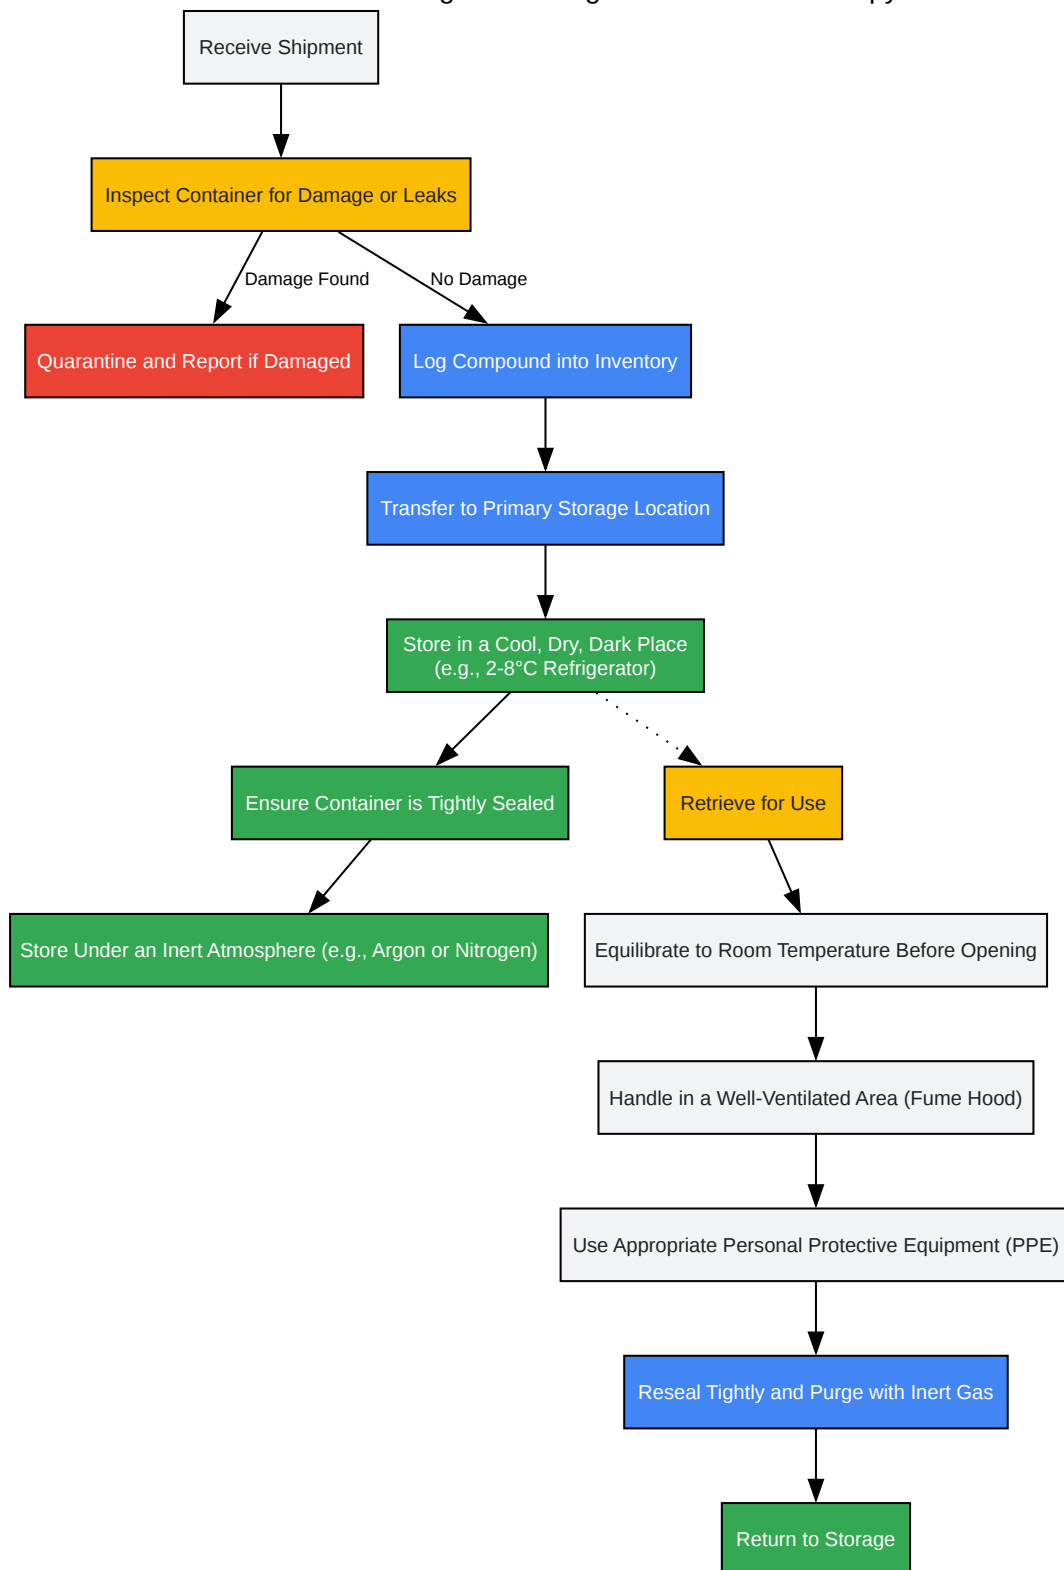 Receive Shipment
Inspect Container for Damage or Leaks
Damage Found
No Damage
Quarantine and Report if Damaged
Log Compound into Inventory
Transfer to Primary Storage Location
Store in a Cool, Dry, Dark Place
(e.g., 2-8°C Refrigerator)
Ensure Container is Tightly Sealed
Retrieve for Use
Store Under an Inert Atmosphere (e.g., Argon or Nitrogen)
Equilibrate to Room Temperature Before Opening
Handle in a Well-Ventilated Area (Fume Hood)
Use Appropriate Personal Protective Equipment (PPE)
Reseal Tightly and Purge with Inert Gas
Return to Storage